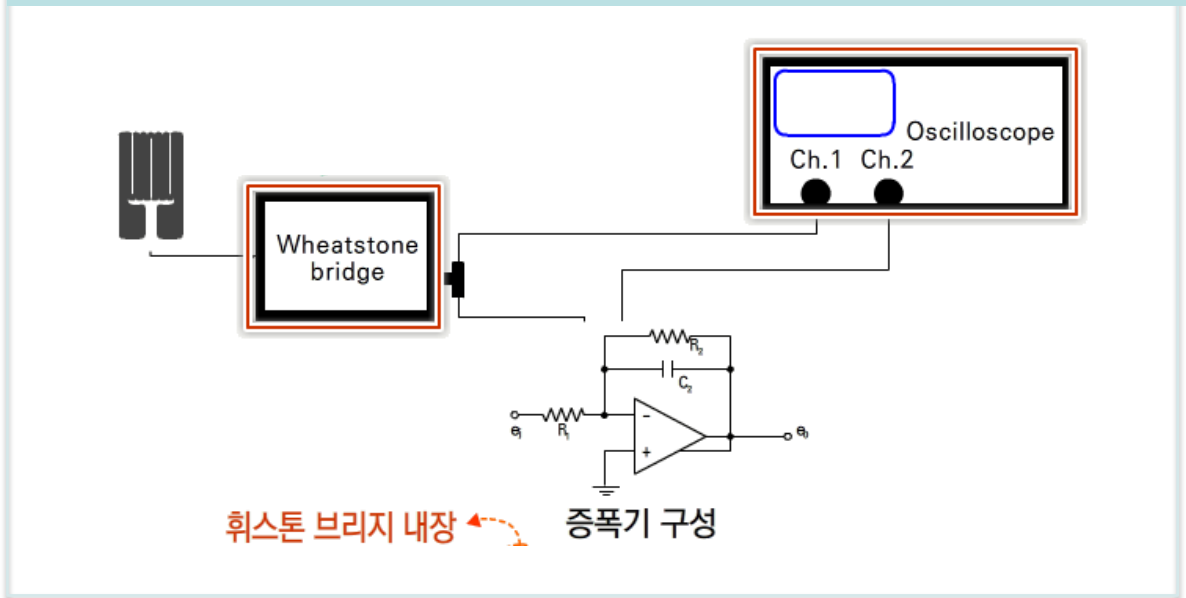 Oscilloscope
Ch.1 Ch.2
Wheatstone
bridge
R₂
C₂
eᵢ
R₁
-
+
e₀
휘스톤 브리지 내장
증폭기 구성